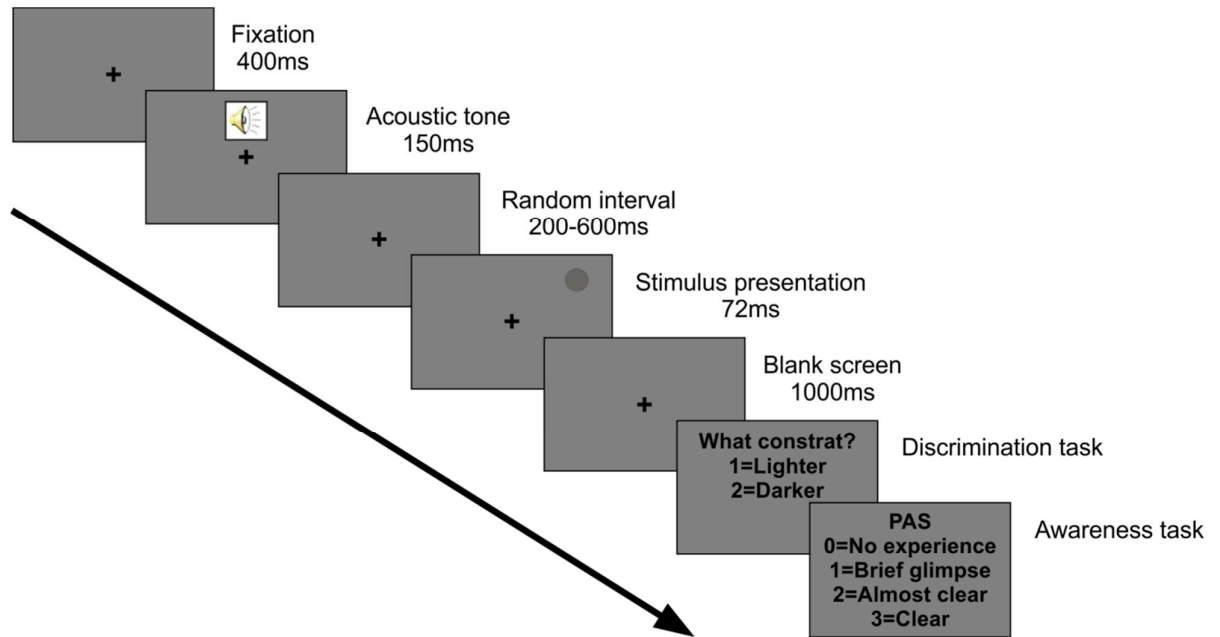 Fixation
400ms
Acoustic tone
150ms
Random interval
200-600ms
Stimulus presentation
72ms
Blank screen
1000ms
What constrat?
1=Lighter
2=Darker
Discrimination task
PAS
0=No experience
1=Brief glimpse
2=Almost clear
3=Clear
Awareness task